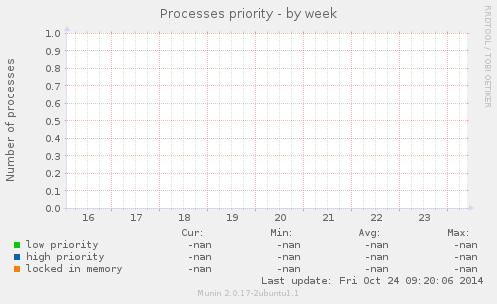 Processes priority - by week
RRDTOOL / TOBI OETIKER
Number of processes
1.0
0.9
0.8
0.7
0.6
0.5
0.4
0.3
0.2
0.1
0.0
16 17 18 19 20 21 22 23
Cur: Min: Avg: Max:
low priority -nan -nan -nan -nan
high priority -nan -nan -nan -nan
locked in memory -nan -nan -nan -nan
Last update: Fri Oct 24 09:20:06 2014
Munin 2.0.17-2ubuntu1.1